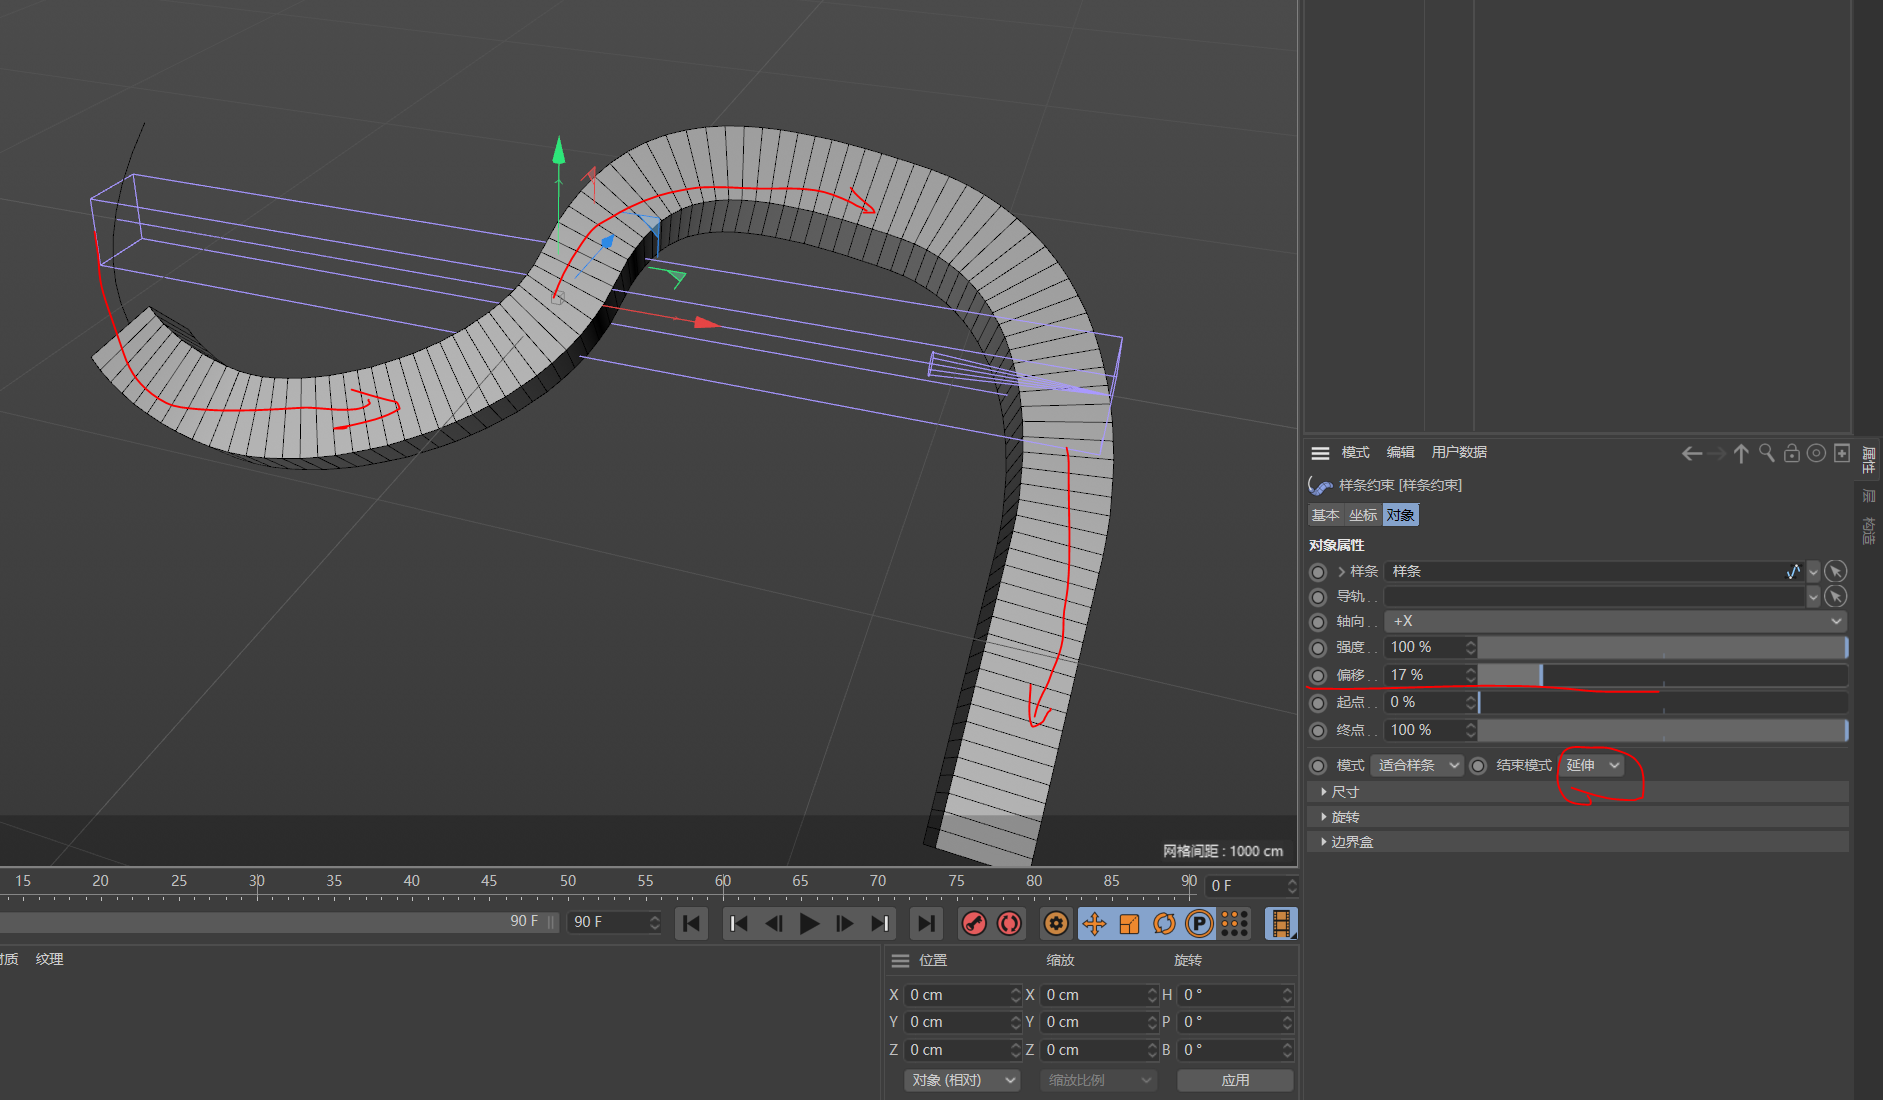 模式 编辑 用户数据
属性
层
构造
样条约束 [样条约束]
基本 坐标 对象
对象属性
样条 样条
导轨 . .
轴向 . . +X
强度 . . 100 %
偏移 . . 17 %
起点 . . 0 %
终点 . . 100 %
模式 适合样条 结束模式 延伸
尺寸
旋转
边界盒
网格间距 : 1000 cm
15 20 25 30 35 40 45 50 55 60 65 70 75 80 85 90 0 F
90 F 90 F
P
质 纹理
位置 缩放 旋转
X 0 cm X 0 cm H 0 °
Y 0 cm Y 0 cm P 0 °
Z 0 cm Z 0 cm B 0 °
对象 (相对) 缩放比例 应用